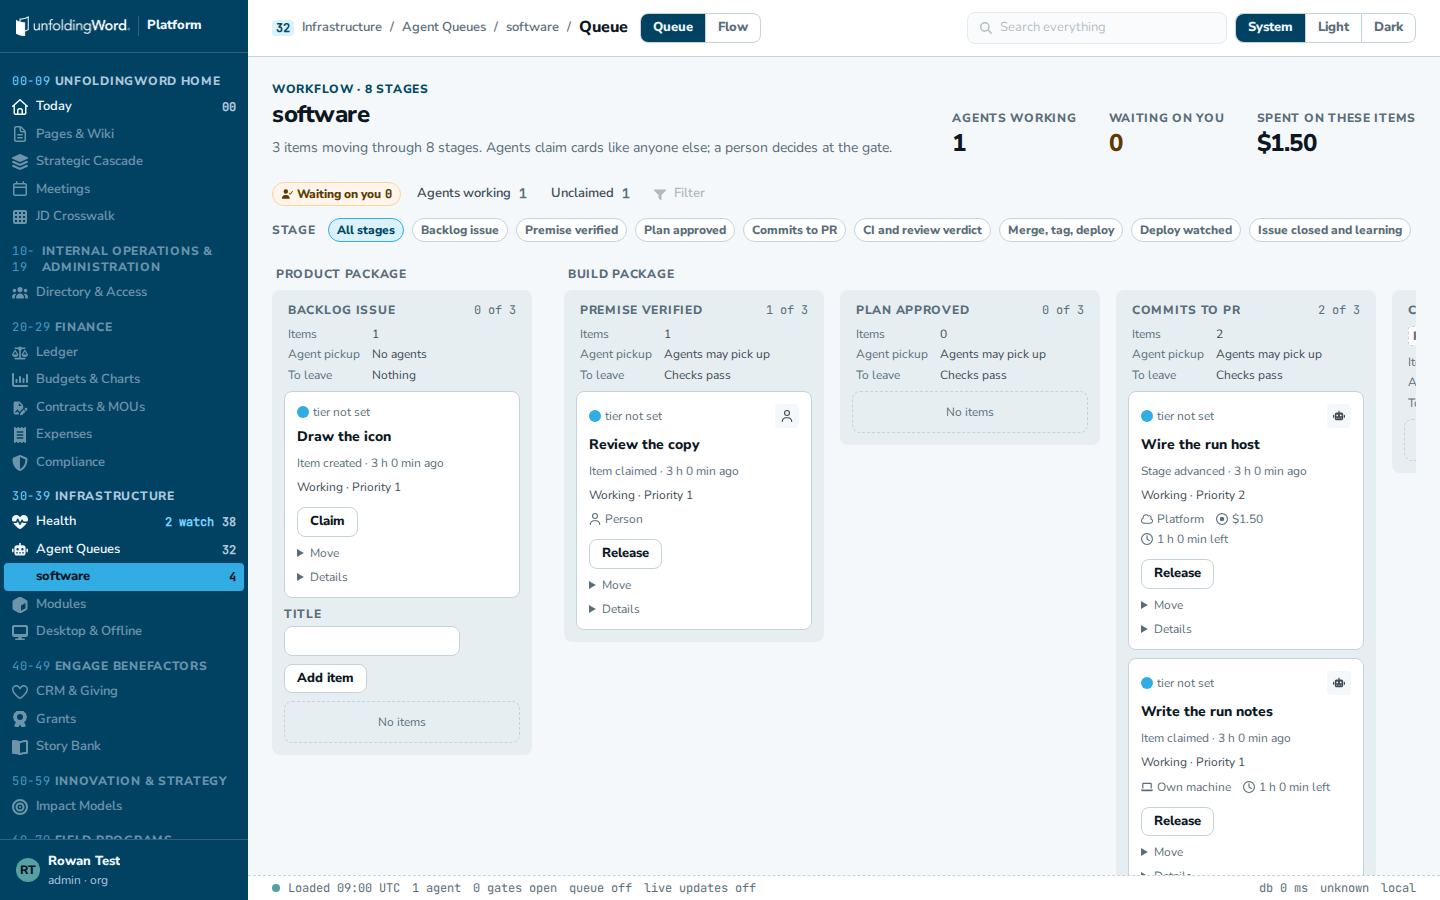 unfoldingWord Platform
00-09 UNFOLDINGWORD HOME
Today 00
Pages & Wiki
Strategic Cascade
Meetings
JD Crosswalk
10-19 INTERNAL OPERATIONS & ADMINISTRATION
Directory & Access
20-29 FINANCE
Ledger
Budgets & Charts
Contracts & MOUs
Expenses
Compliance
30-39 INFRASTRUCTURE
Health 2 watch 38
Agent Queues 32
software 4
Modules
Desktop & Offline
40-49 ENGAGE BENEFACTORS
CRM & Giving
Grants
Story Bank
50-59 INNOVATION & STRATEGY
Impact Models
60-70 FIELD PROGRAMS
RT Rowan Test
admin · org
32 Infrastructure / Agent Queues / software / Queue
Queue Flow
Search everything
System Light Dark
WORKFLOW · 8 STAGES
software
3 items moving through 8 stages. Agents claim cards like anyone else; a person decides at the gate.
AGENTS WORKING
1
WAITING ON YOU
0
SPENT ON THESE ITEMS
$1.50
Waiting on you 0 Agents working 1 Unclaimed 1 Filter
STAGE All stages Backlog issue Premise verified Plan approved Commits to PR CI and review verdict Merge, tag, deploy Deploy watched Issue closed and learning
PRODUCT PACKAGE
BACKLOG ISSUE 0 of 3
Items 1
Agent pickup No agents
To leave Nothing
tier not set
Draw the icon
Item created · 3 h 0 min ago
Working · Priority 1
Claim
Move
Details
TITLE
Add item
No items
BUILD PACKAGE
PREMISE VERIFIED 1 of 3
Items 1
Agent pickup Agents may pick up
To leave Checks pass
tier not set
Review the copy
Item claimed · 3 h 0 min ago
Working · Priority 1
Person
Release
Move
Details
PLAN APPROVED 0 of 3
Items 0
Agent pickup Agents may pick up
To leave Checks pass
No items
COMMITS TO PR 2 of 3
Items 2
Agent pickup Agents may pick up
To leave Checks pass
tier not set
Wire the run host
Stage advanced · 3 h 0 min ago
Working · Priority 2
Platform $1.50
1 h 0 min left
Release
Move
Details
tier not set
Write the run notes
Item claimed · 3 h 0 min ago
Working · Priority 1
Own machine 1 h 0 min left
Release
Move
Details
Loaded 09:00 UTC 1 agent 0 gates open queue off live updates off
db 0 ms unknown local